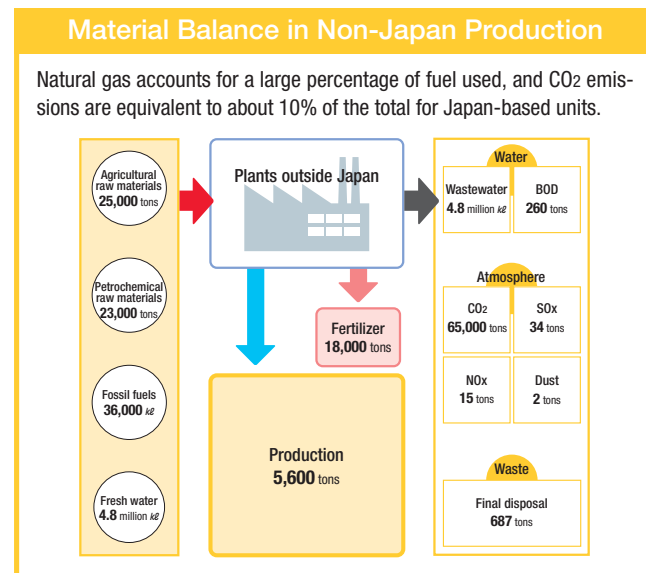 Material Balance in Non-Japan Production
Natural gas accounts for a large percentage of fuel used, and CO2 emis-
sions are equivalent to about 10% of the total for Japan-based units.
Agricultural
raw materials
25,000 tons
Petrochemical
raw materials
23,000 tons
Fossil fuels
36,000 kℓ
Fresh water
4.8 million kℓ
Plants outside Japan
Fertilizer
18,000 tons
Production
5,600 tons
Water
Wastewater
4.8 million kℓ
BOD
260 tons
Atmosphere
CO2
65,000 tons
SOx
34 tons
NOx
15 tons
Dust
2 tons
Waste
Final disposal
687 tons